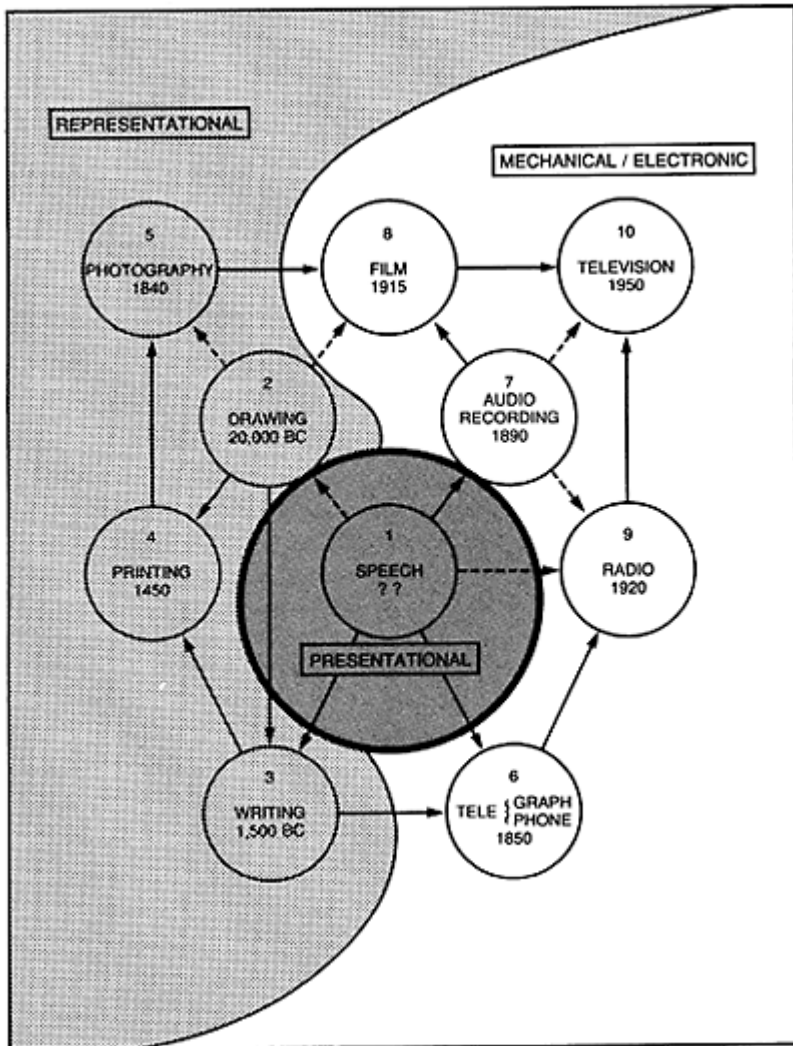 REPRESENTATIONAL
MECHANICAL / ELECTRONIC
5
PHOTOGRAPHY
1840
8
FILM
1915
10
TELEVISION
1950
2
DRAWING
20,000 BC
7
AUDIO
RECORDING
1890
4
PRINTING
1450
1
SPEECH
? ?
9
RADIO
1920
PRESENTATIONAL
3
WRITING
1,500 BC
6
TELE { GRAPH
PHONE
1850